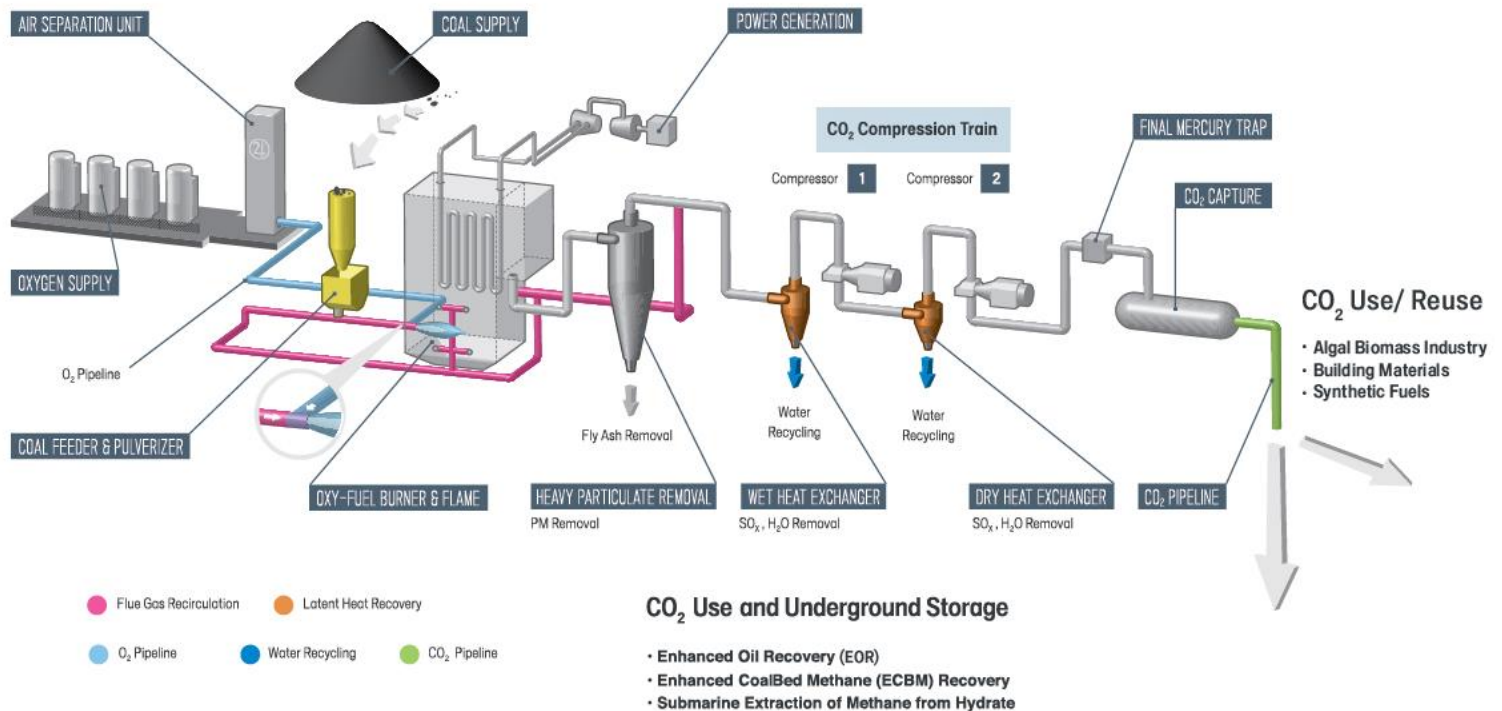 AIR SEPARATION UNIT
COAL SUPPLY
POWER GENERATION
CO₂ Compression Train
FINAL MERCURY TRAP
Compressor 1
Compressor 2
CO₂ CAPTURE
OXYGEN SUPPLY
CO₂ Use/ Reuse
• Algal Biomass Industry
• Building Materials
• Synthetic Fuels
O₂ Pipeline
COAL FEEDER & PULVERIZER
Fly Ash Removal
Water
Recycling
Water
Recycling
OXY-FUEL BURNER & FLAME
HEAVY PARTICULATE REMOVAL
PM Removal
WET HEAT EXCHANGER
SOₓ, H₂O Removal
DRY HEAT EXCHANGER
SOₓ, H₂O Removal
CO₂ PIPELINE
Flue Gas Recirculation
Latent Heat Recovery
O₂ Pipeline
Water Recycling
CO₂ Pipeline
CO₂ Use and Underground Storage
• Enhanced Oil Recovery (EOR)
• Enhanced CoalBed Methane (ECBM) Recovery
• Submarine Extraction of Methane from Hydrate